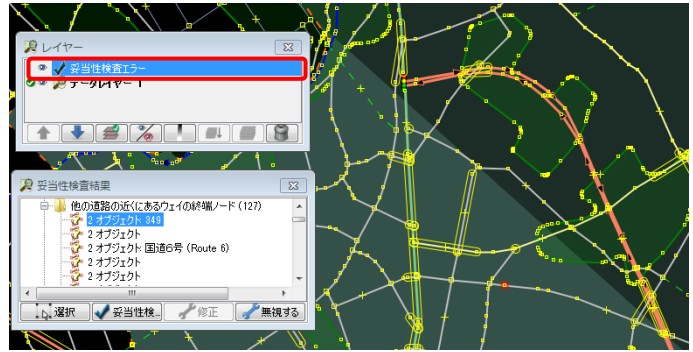 レイヤー
妥当性検査エラー
データレイヤー 1
妥当性検査結果
他の道路の近くにあるウェイの終端ノード (127)
2 オブジェクト 349
2 オブジェクト
2 オブジェクト 国道6号 (Route 6)
2 オブジェクト
2 オブジェクト
選択
妥当性検...
修正
無視する